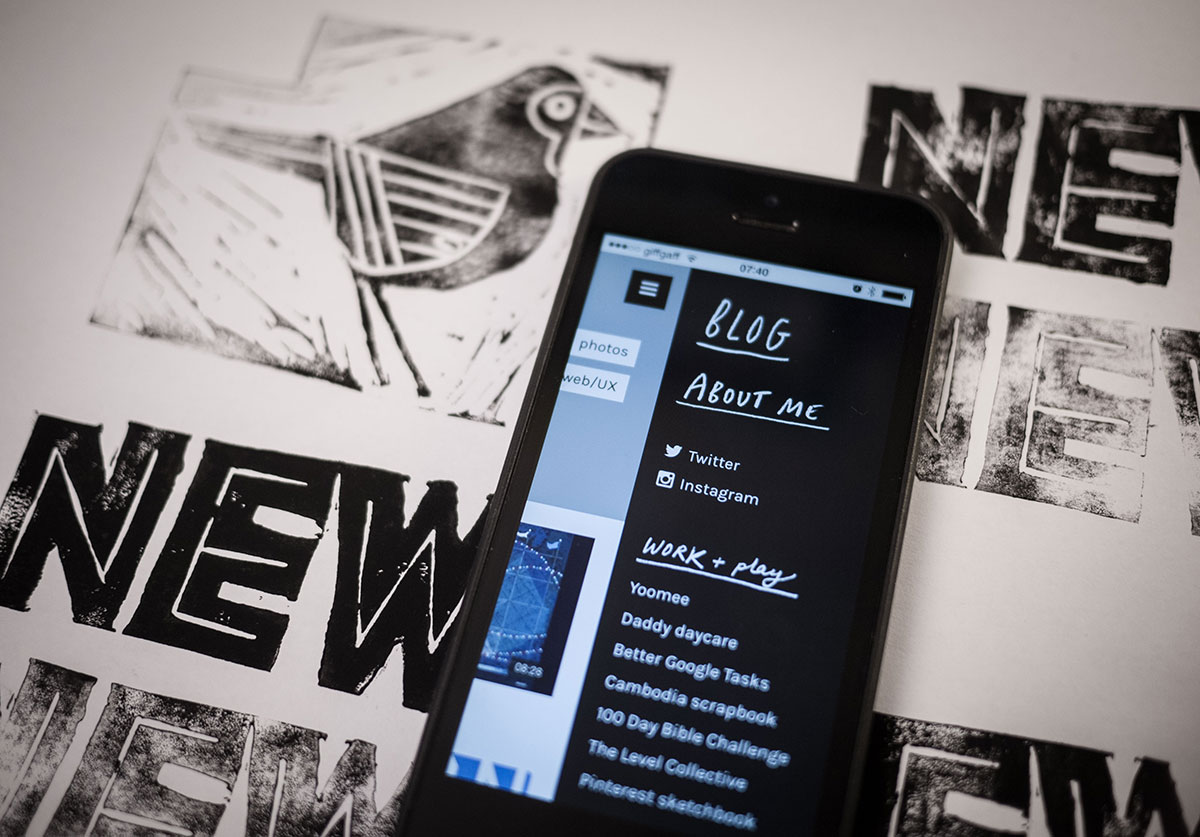 NEW
NEW
giffgaff 07:40
photos
web/UX
BLOG
ABOUT ME
Twitter
Instagram
NEW
WORK + play
08:26
Yoomee
Daddy daycare
Better Google Tasks
Cambodia scrapbook
100 Day Bible Challenge
The Level Collective
Pinterest sketchbook
NEW
NEW